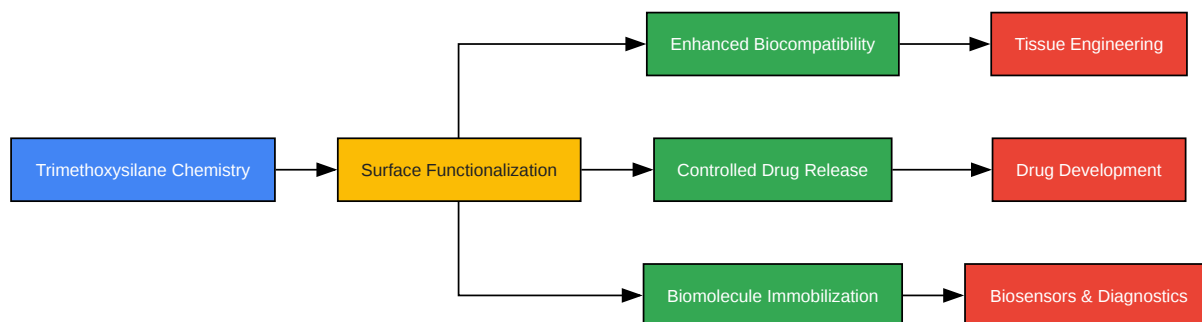 Enhanced Biocompatibility
Tissue Engineering
Trimethoxysilane Chemistry
Surface Functionalization
Controlled Drug Release
Drug Development
Biomolecule Immobilization
Biosensors & Diagnostics